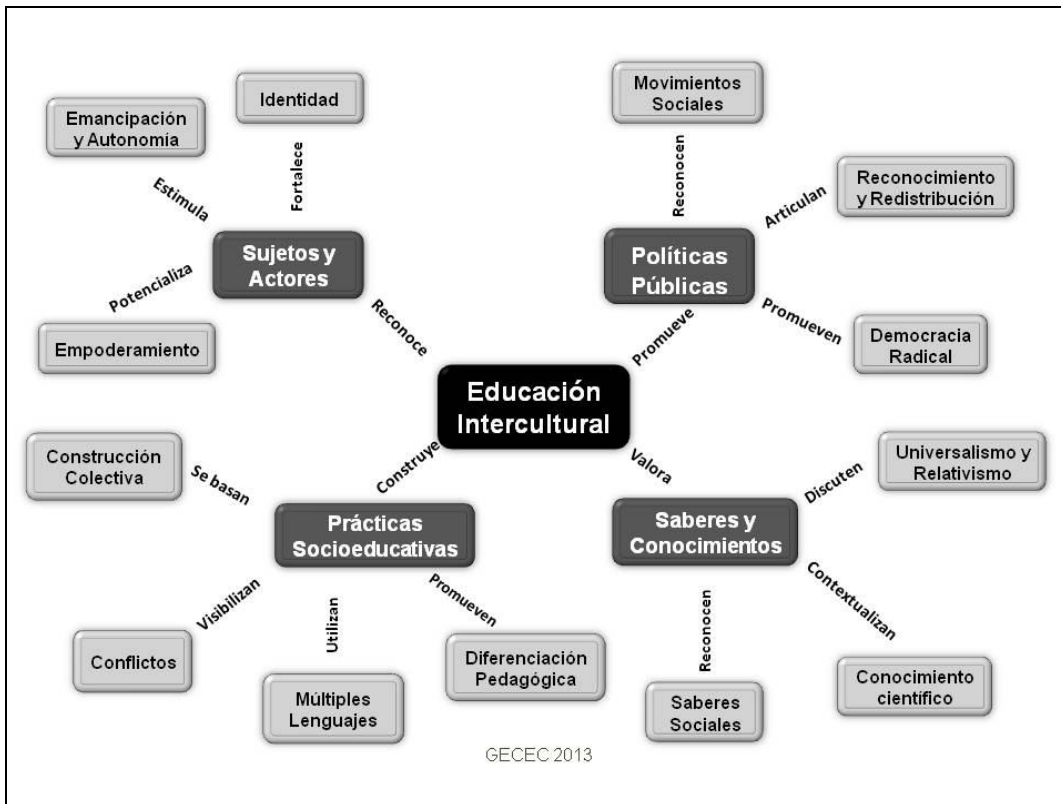 Movimientos
Sociales
Identidad
Emancipación
y Autonomía
Reconocen
Fortalece
Reconocimiento
y Redistribución
Articulan
Estimula
Sujetos y
Actores
Políticas
Públicas
Potencializa
Promueven
Empoderamiento
Reconoce
Promueve
Democracia
Radical
Educación
Intercultural
Construcción
Colectiva
Se basan
Construye
Valora
Discuten
Universalismo y
Relativismo
Prácticas
Socioeducativas
Saberes y
Conocimientos
Visibilizan
Utilizan
Promueven
Reconocen
Contextualizan
Conflictos
Múltiples
Lenguajes
Diferenciación
Pedagógica
Saberes
Sociales
Conocimiento
científico
GECEC 2013